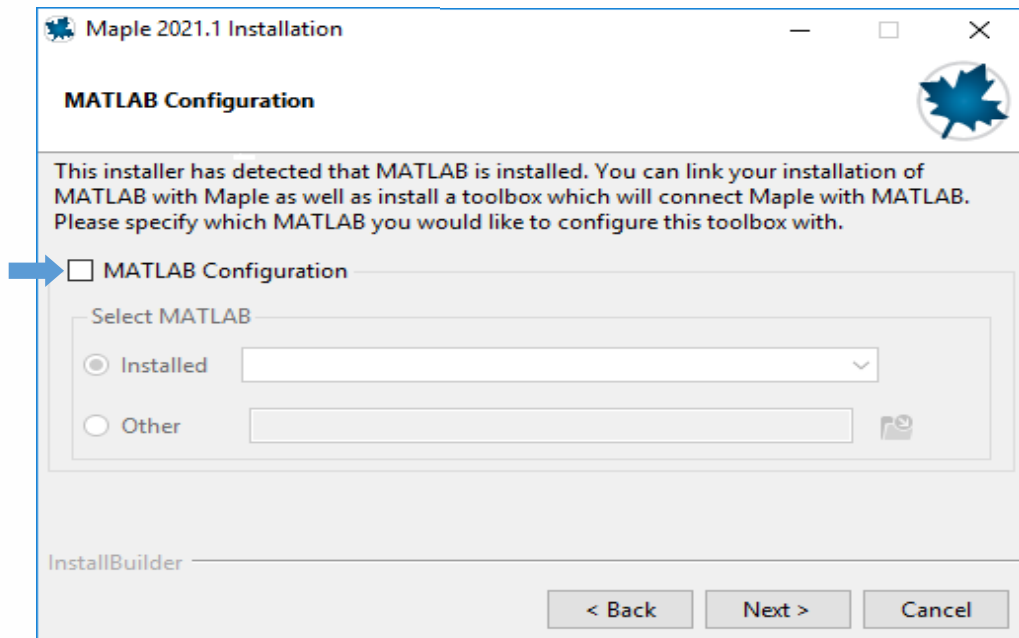 Maple 2021.1 Installation
MATLAB Configuration
This installer has detected that MATLAB is installed. You can link your installation of
MATLAB with Maple as well as install a toolbox which will connect Maple with MATLAB.
Please specify which MATLAB you would like to configure this toolbox with.
MATLAB Configuration
Select MATLAB
Installed
Other
InstallBuilder
< Back Next > Cancel